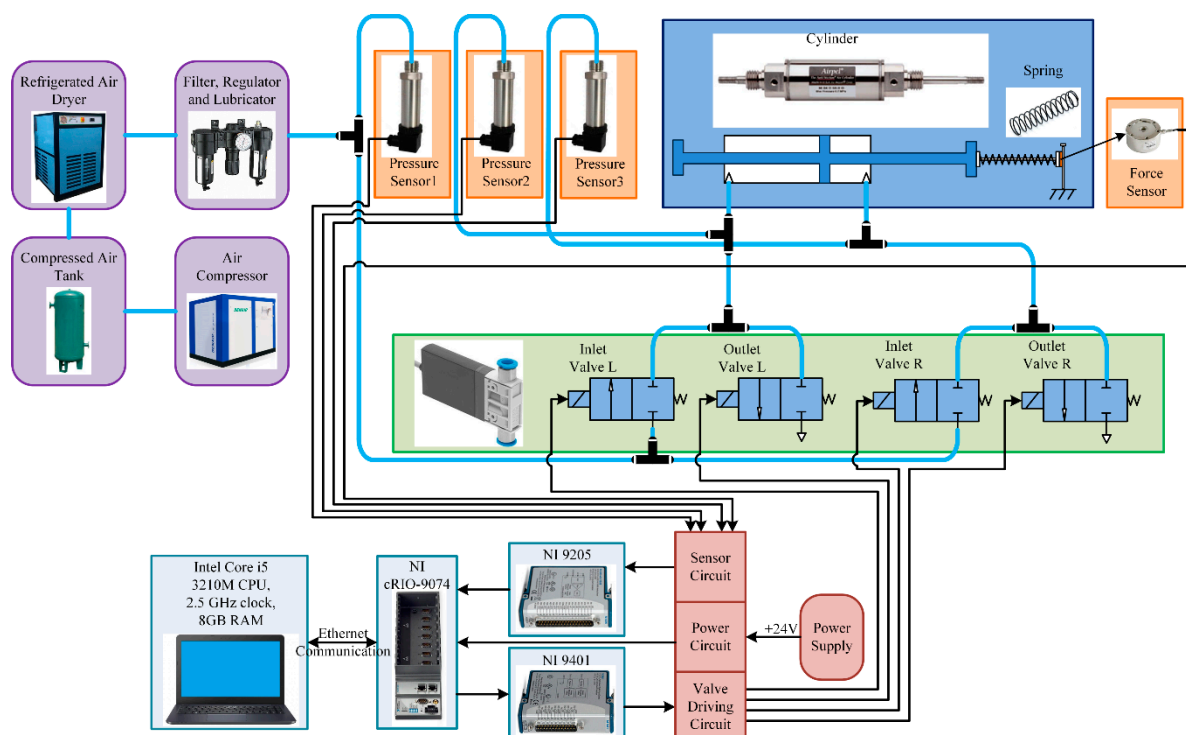 Refrigerated Air
Dryer
Filter, Regulator
and Lubricator
Compressed Air
Tank
Air
Compressor
Pressure
Sensor1
Pressure
Sensor2
Pressure
Sensor3
Cylinder
Airpel
Spring
Force
Sensor
Inlet
Valve L
Outlet
Valve L
Inlet
Valve R
Outlet
Valve R
Intel Core i5
3210M CPU,
2.5 GHz clock,
8GB RAM
Ethernet
Communication
NI
cRIO-9074
NI 9205
NI 9401
Sensor
Circuit
Power
Circuit
Valve
Driving
Circuit
+24V
Power
Supply